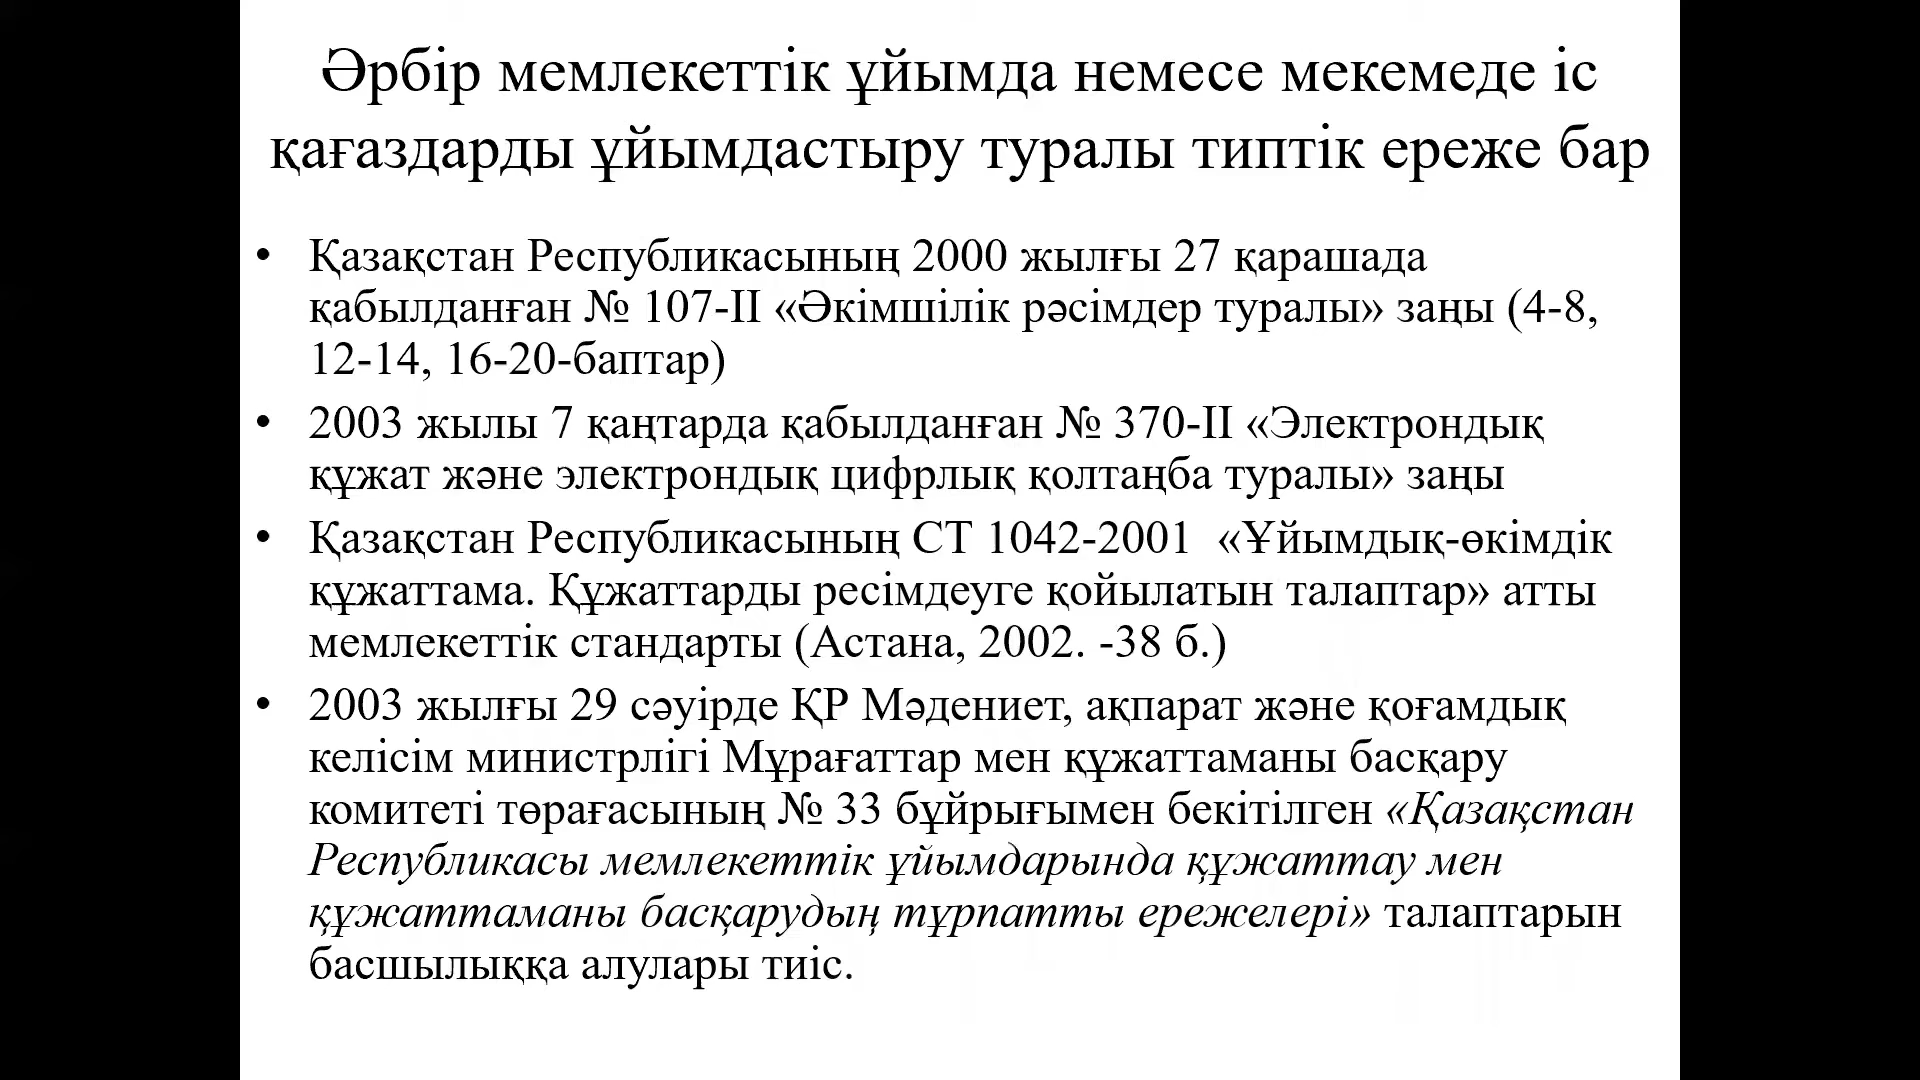 Әрбір мемлекеттік ұйымда немесе мекемеде іс
қағаздарды ұйымдастыру туралы типтік ереже бар
• Қазақстан Республикасының 2000 жылғы 27 қарашада
қабылданған № 107-II «Әкімшілік рәсімдер туралы» заңы (4-8,
12-14, 16-20-баптар)
• 2003 жылы 7 қаңтарда қабылданған № 370-II «Электрондық
құжат және электрондық цифрлық қолтаңба туралы» заңы
• Қазақстан Республикасының СТ 1042-2001 «Ұйымдық-өкімдік
құжаттама. Құжаттарды ресімдеуге қойылатын талаптар» атты
мемлекеттік стандарты (Астана, 2002. -38 б.)
• 2003 жылғы 29 сәуірде ҚР Мәдениет, ақпарат және қоғамдық
келісім министрлігі Мұрағаттар мен құжаттаманы басқару
комитеті төрағасының № 33 бұйрығымен бекітілген «Қазақстан
Республикасы мемлекеттік ұйымдарында құжаттау мен
құжаттаманы басқарудың тұрпатты ережелері» талаптарын
басшылыққа алулары тиіс.